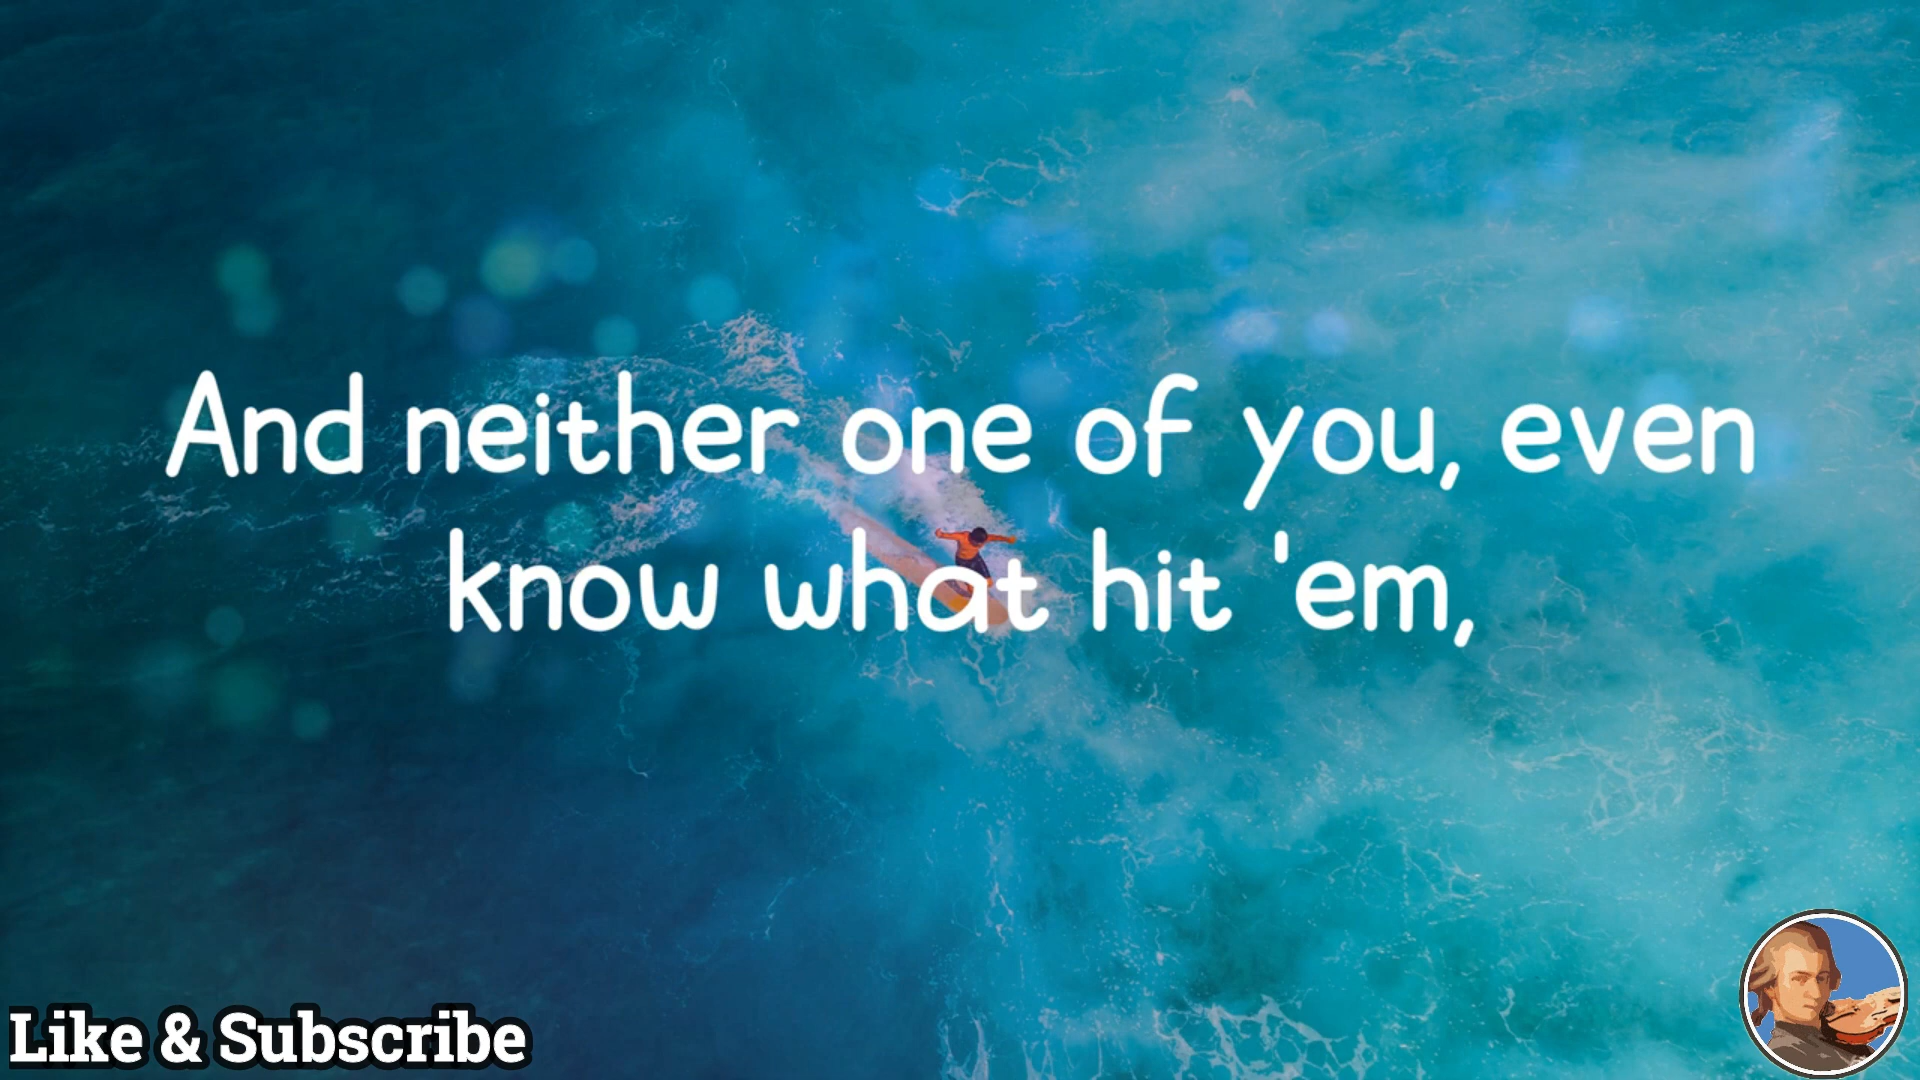 And neither one of you, even
know what hit 'em,
Like & Subscribe